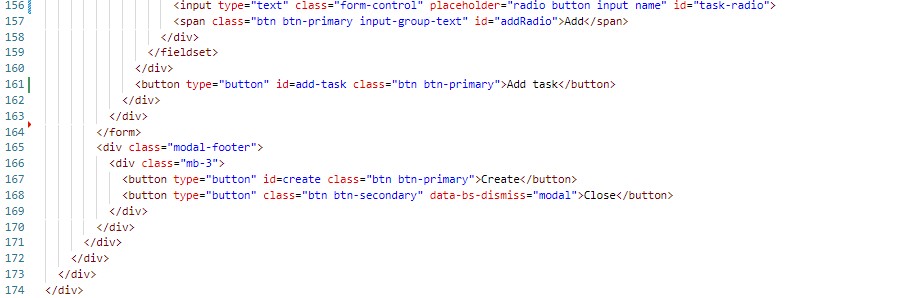 156 <input type="text" class="form-control" placeholder="radio button input name" id="task-radio">
157 <span class="btn btn-primary input-group-text" id="addRadio">Add</span>
158 </div>
159 </fieldset>
160 </div>
161 <button type="button" id=add-task class="btn btn-primary">Add task</button>
162 </div>
163 </div>
164 </form>
165 <div class="modal-footer">
166 <div class="mb-3">
167 <button type="button" id=create class="btn btn-primary">Create</button>
168 <button type="button" class="btn btn-secondary" data-bs-dismiss="modal">Close</button>
169 </div>
170 </div>
171 </div>
172 </div>
173 </div>
174 </div>